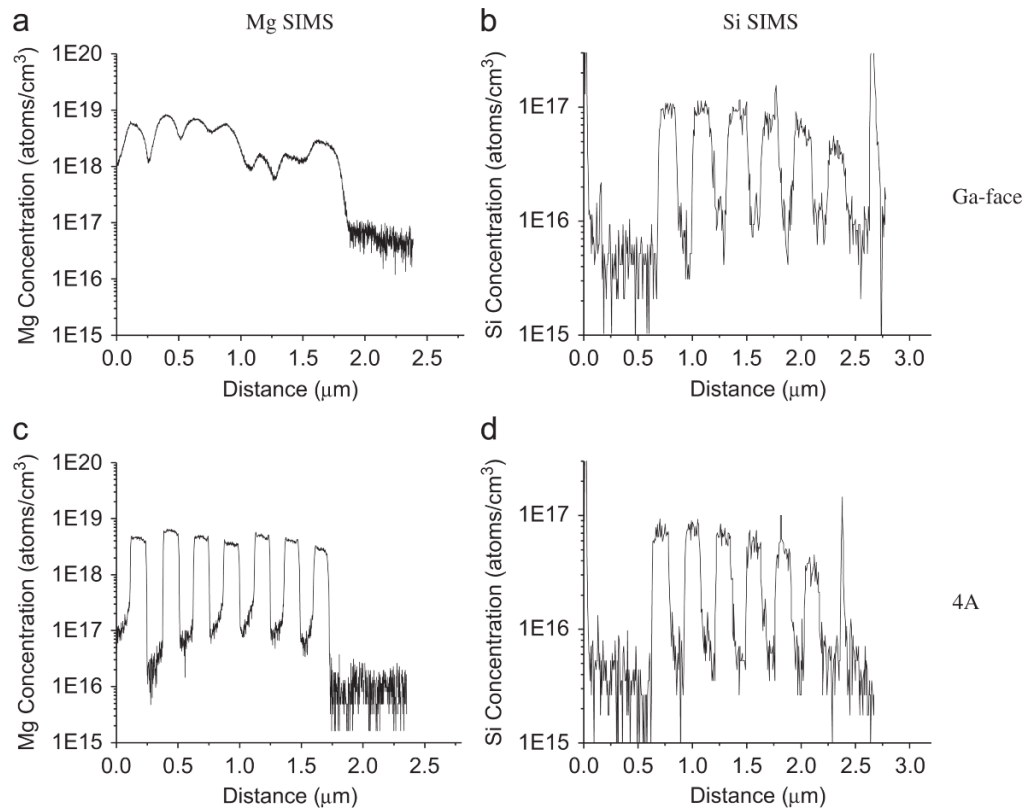 a Mg SIMS
Mg Concentration (atoms/cm³)
1E20
1E19
1E18
1E17
1E16
1E15
0.0 0.5 1.0 1.5 2.0 2.5
Distance (μm)
b Si SIMS
Si Concentration (atoms/cm³)
1E17
1E16
1E15
0.0 0.5 1.0 1.5 2.0 2.5 3.0
Distance (μm)
Ga-face
c
Mg Concentration (atoms/cm³)
1E20
1E19
1E18
1E17
1E16
1E15
0.0 0.5 1.0 1.5 2.0 2.5
Distance (μm)
d
Si Concentration (atoms/cm³)
1E17
1E16
1E15
0.0 0.5 1.0 1.5 2.0 2.5 3.0
Distance (μm)
4A